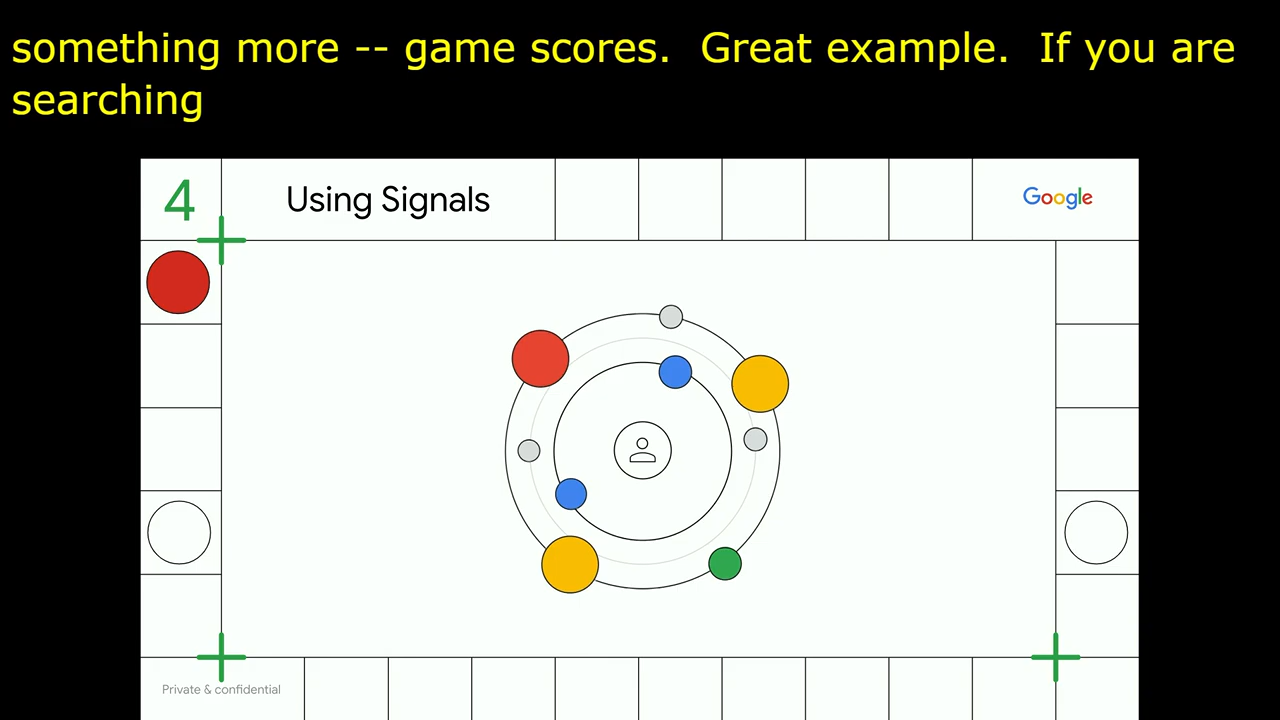 something more -- game scores.  Great example.  If you are
searching
4
Using Signals
Google
Private & confidential